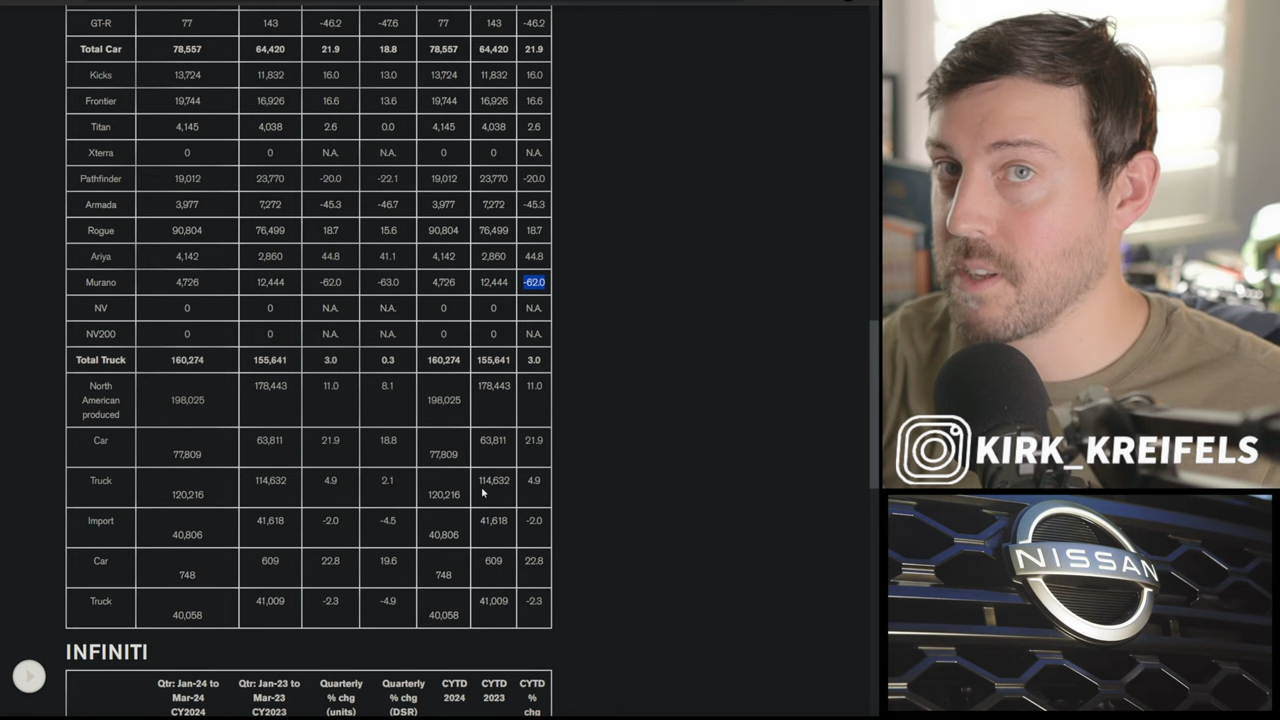 GT-R 77 143 -46.2 -47.6 77 143 -46.2
Total Car 78,557 64,420 21.9 18.8 78,557 64,420 21.9
Kicks 13,724 11,832 16.0 13.0 13,724 11,832 16.0
Frontier 19,744 16,926 16.6 13.6 19,744 16,926 16.6
Titan 4,145 4,038 2.6 0.0 4,145 4,038 2.6
Xterra 0 0 N.A. N.A. 0 0 N.A.
Pathfinder 19,012 23,770 -20.0 -22.1 19,012 23,770 -20.0
Armada 3,977 7,272 -45.3 -46.7 3,977 7,272 -45.3
Rogue 90,804 76,499 18.7 15.6 90,804 76,499 18.7
Ariya 4,142 2,860 44.8 41.1 4,142 2,860 44.8
Murano 4,726 12,444 -62.0 -63.0 4,726 12,444 -62.0
NV 0 0 N.A. N.A. 0 0 N.A.
NV200 0 0 N.A. N.A. 0 0 N.A.
Total Truck 160,274 155,641 3.0 0.3 160,274 155,641 3.0
North American produced 198,025 178,443 11.0 8.1 198,025 178,443 11.0
Car 77,809 63,811 21.9 18.8 77,809 63,811 21.9
Truck 120,216 114,632 4.9 2.1 120,216 114,632 4.9
Import 40,806 41,618 -2.0 -4.5 40,806 41,618 -2.0
Car 748 609 22.8 19.6 748 609 22.8
Truck 40,058 41,009 -2.3 -4.9 40,058 41,009 -2.3
INFINITI
Qtr: Jan-24 to Mar-24 CY2024 Qtr: Jan-23 to Mar-23 CY2023 Quarterly % chg (units) Quarterly % chg (DSR) CYTD 2024 CYTD 2023 CYTD % chg
KIRK_KREIFELS
NISSAN